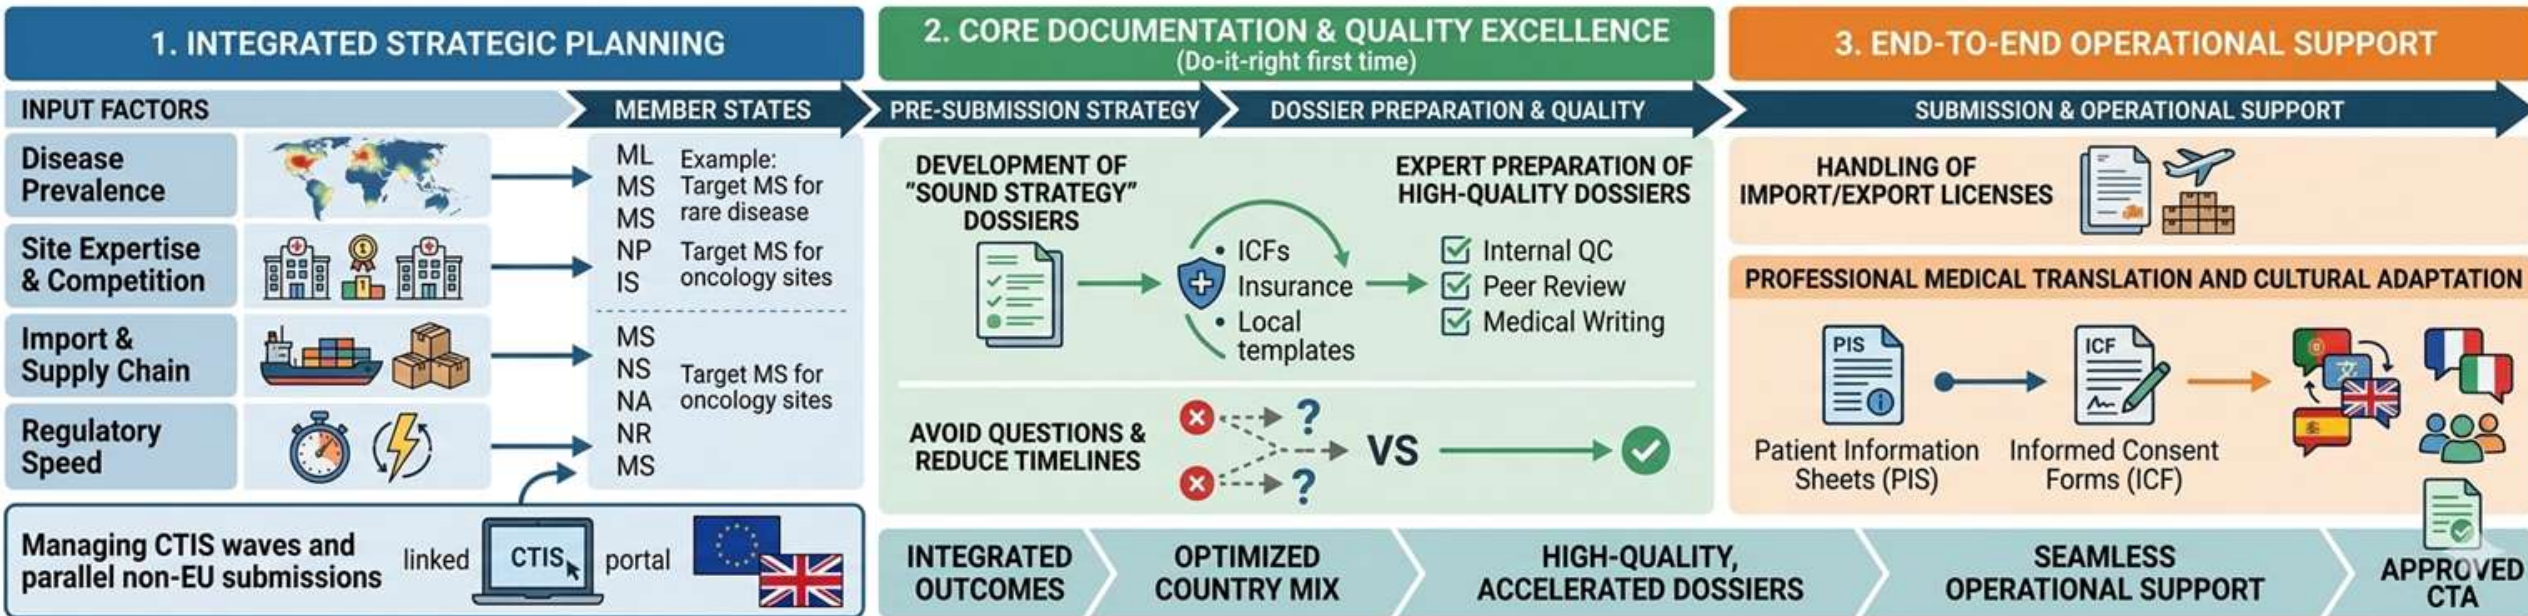 1. INTEGRATED STRATEGIC PLANNING
INPUT FACTORS
MEMBER STATES
Disease
Prevalence
Site Expertise
& Competition
Import &
Supply Chain
Regulatory
Speed
ML
MS
MS
NP
IS
Example:
Target MS for
rare disease
Target MS for
oncology sites
MS
NS
NA
NR
MS
Target MS for
oncology sites
Managing CTIS waves and
parallel non-EU submissions
linked
CTIS
portal
2. CORE DOCUMENTATION & QUALITY EXCELLENCE
(Do-it-right first time)
PRE-SUBMISSION STRATEGY
DOSSIER PREPARATION & QUALITY
DEVELOPMENT OF
"SOUND STRATEGY"
DOSSIERS
• ICFs
Insurance
• Local
templates
EXPERT PREPARATION OF
HIGH-QUALITY DOSSIERS
Internal QC
Peer Review
Medical Writing
AVOID QUESTIONS &
REDUCE TIMELINES
?
?
VS
3. END-TO-END OPERATIONAL SUPPORT
SUBMISSION & OPERATIONAL SUPPORT
HANDLING OF
IMPORT/EXPORT LICENSES
PROFESSIONAL MEDICAL TRANSLATION AND CULTURAL ADAPTATION
PIS
Patient Information
Sheets (PIS)
ICF
Informed Consent
Forms (ICF)
文
INTEGRATED
OUTCOMES
OPTIMIZED
COUNTRY MIX
HIGH-QUALITY,
ACCELERATED DOSSIERS
SEAMLESS
OPERATIONAL SUPPORT
APPROVED
CTA